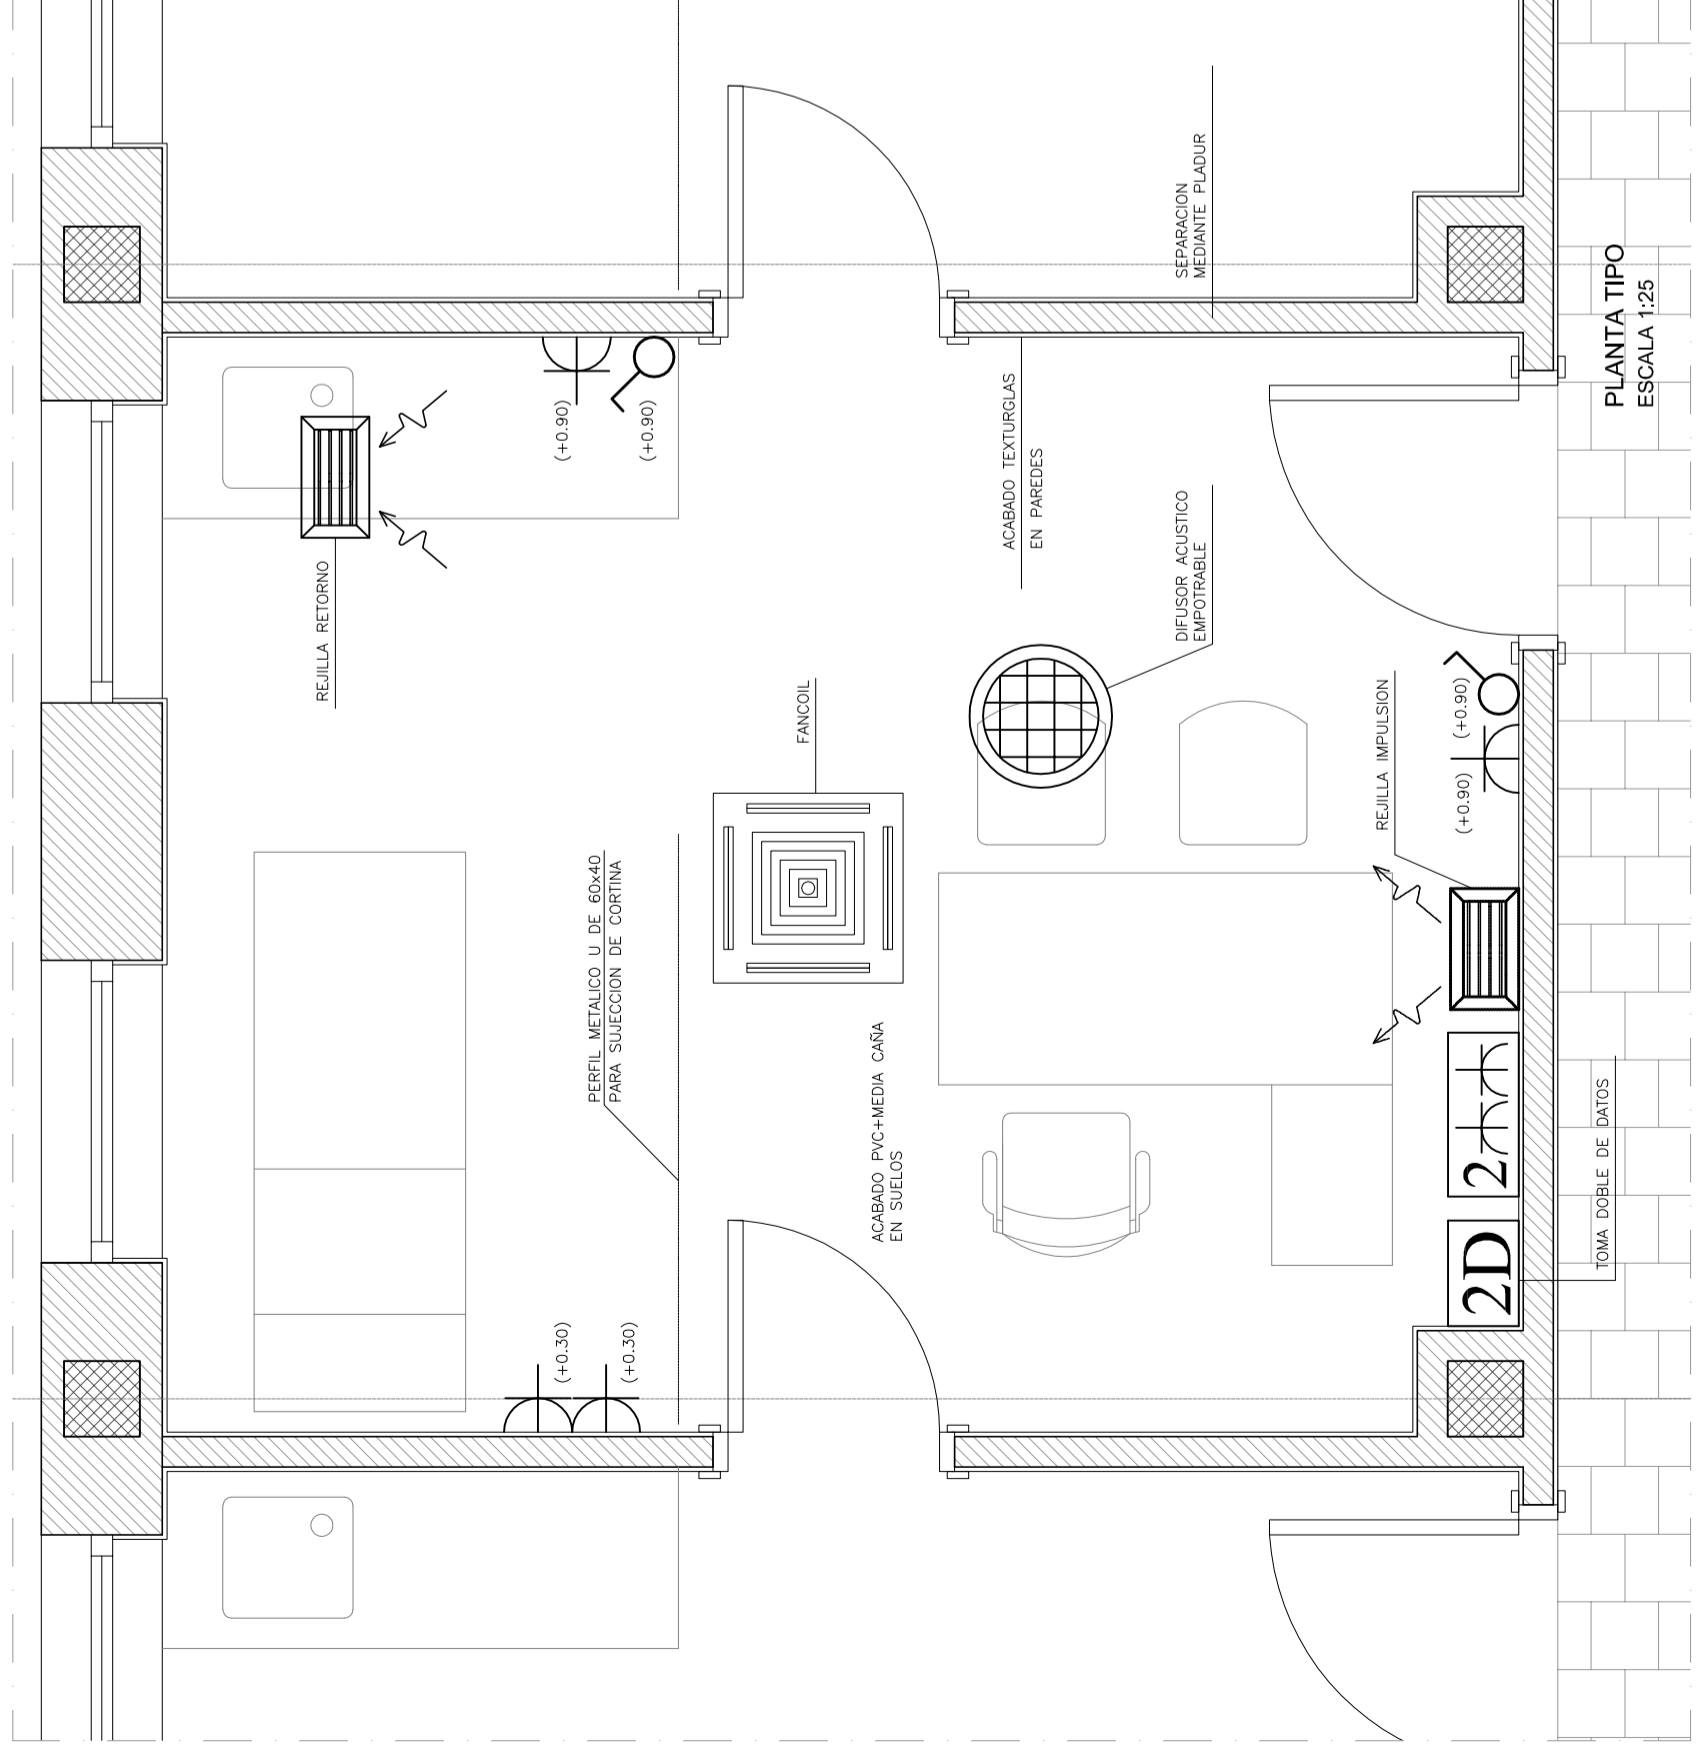 SEPARACION
MEDIANTE PLADUR
PLANTA TIPO
ESCALA 1:25
(+0.90)
(+0.90)
ACABADO TEXTURGLAS
EN PAREDES
DIFUSOR ACUSTICO
EMPOTRABLE
REJILLA RETORNO
FANCOIL
REJILLA IMPULSION
(+0.90)
(+0.90)
PERFIL METALICO U DE 60x40
PARA SUJECCION DE CORTINA
ACABADO PVC+MEDIA CAÑA
EN SUELOS
2
2D
TOMA DOBLE DE DATOS
(+0.30)
(+0.30)